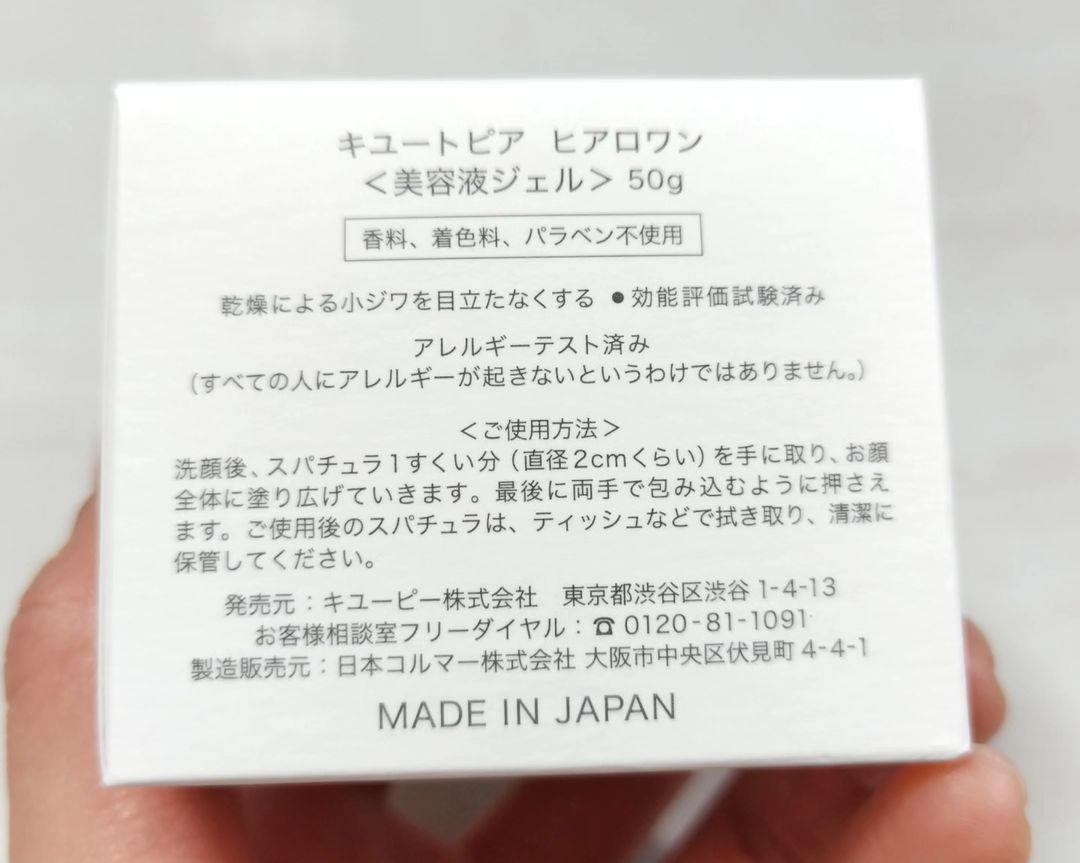 キユートピア ヒアロワン
＜美容液ジェル＞ 50g
香料、着色料、パラベン不使用
乾燥による小ジワを目立たなくする ●効能評価試験済み
アレルギーテスト済み
（すべての人にアレルギーが起きないというわけではありません。）
＜ご使用方法＞
洗顔後、スパチュラ1すくい分（直径2cmくらい）を手に取り、お顔
全体に塗り広げていきます。最後に両手で包み込むように押さえ
ます。ご使用後のスパチュラは、ティッシュなどで拭き取り、清潔に
保管してください。
発売元：キユーピー株式会社 東京都渋谷区渋谷 1-4-13
お客様相談室フリーダイヤル：☎ 0120-81-1091
製造販売元：日本コルマー株式会社 大阪市中央区伏見町 4-4-1
MADE IN JAPAN